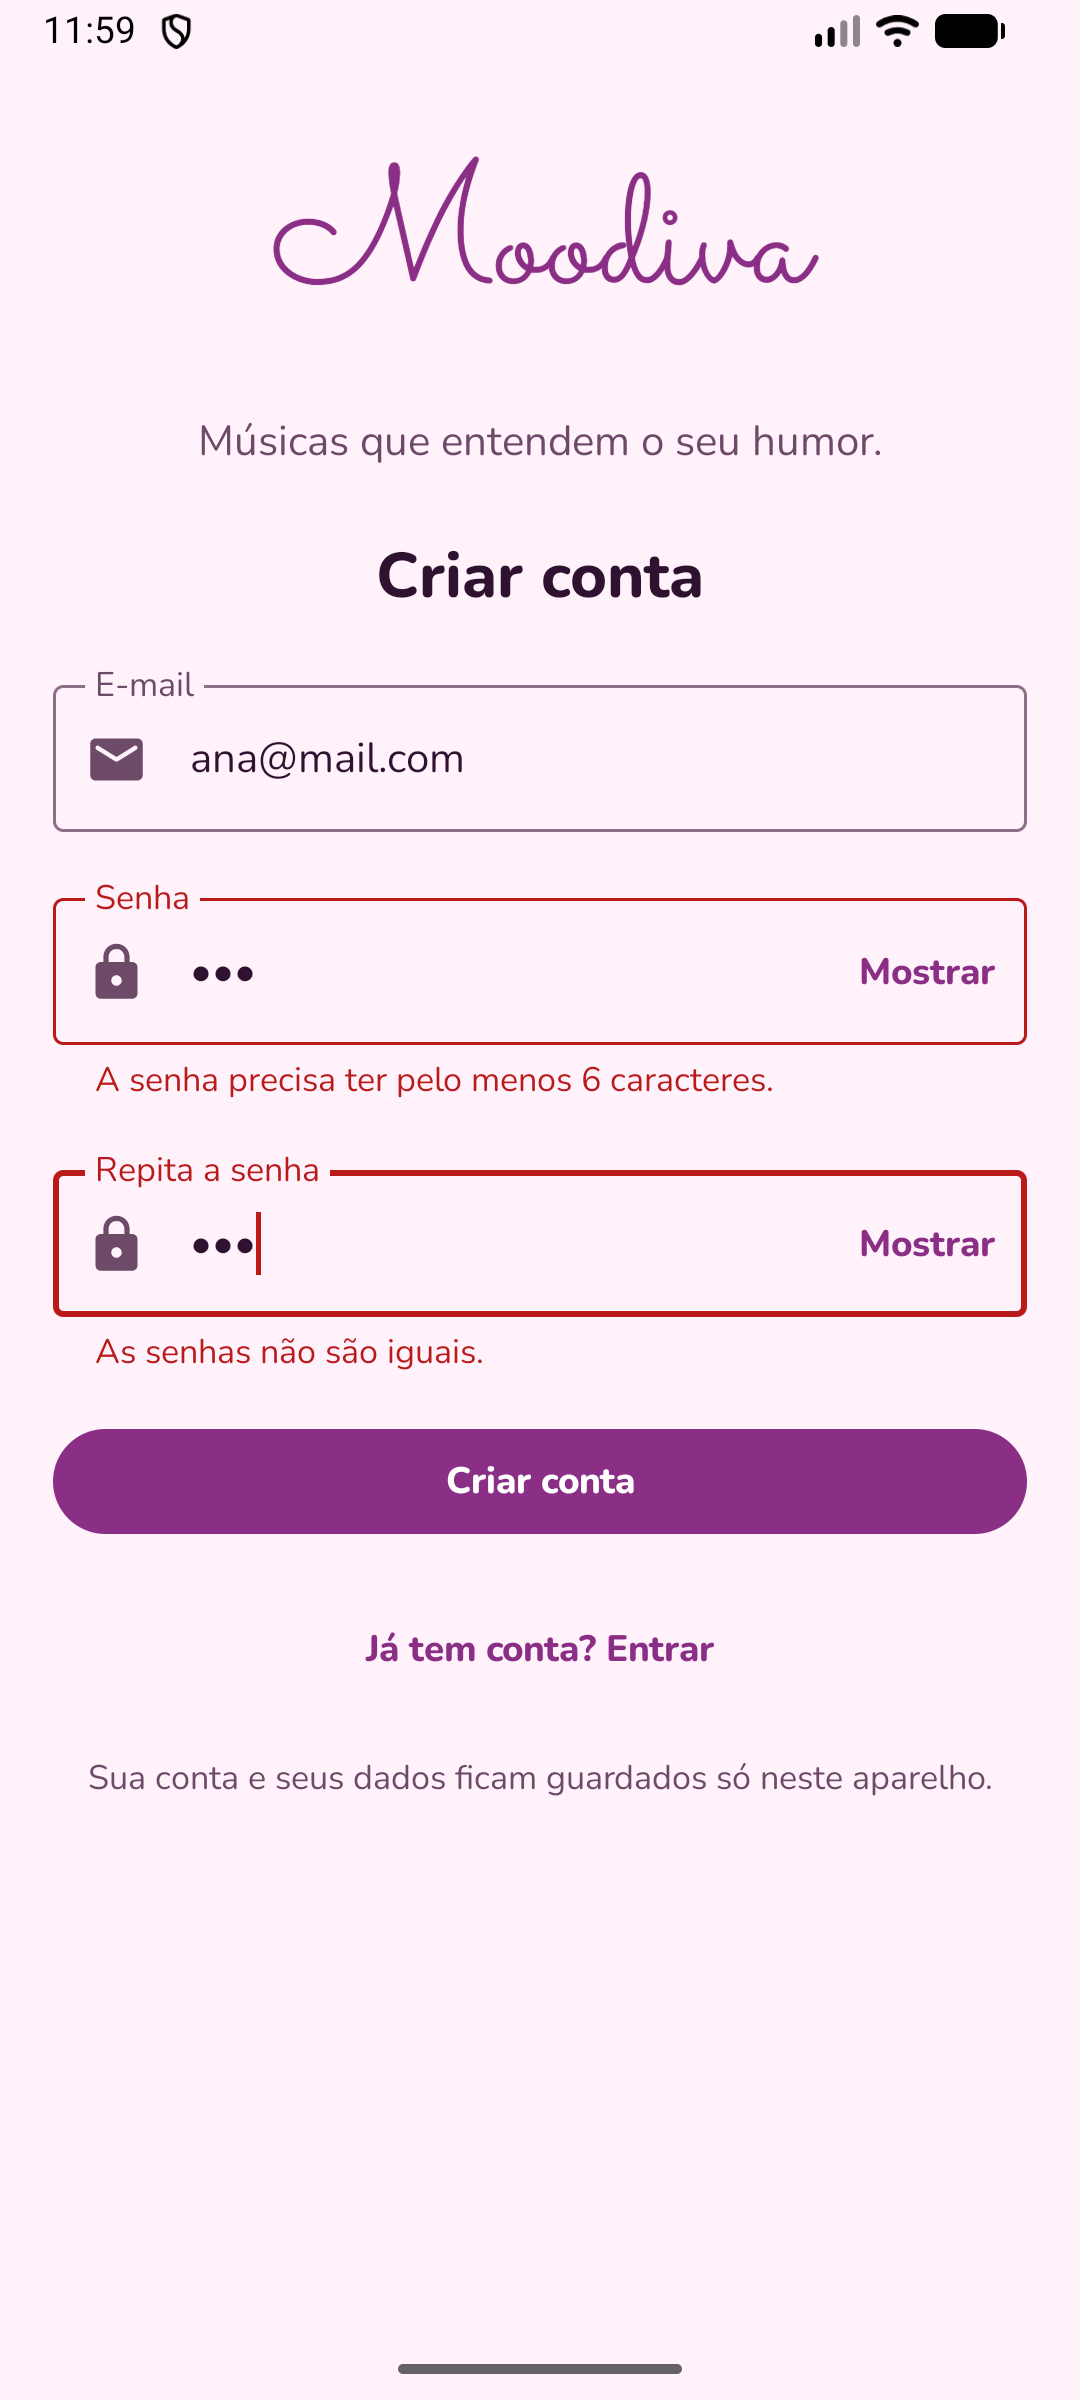 11:59
Moodiva
Músicas que entendem o seu humor.
Criar conta
E-mail
ana@mail.com
Senha
••• Mostrar
A senha precisa ter pelo menos 6 caracteres.
Repita a senha
••• Mostrar
As senhas não são iguais.
Criar conta
Já tem conta? Entrar
Sua conta e seus dados ficam guardados só neste aparelho.